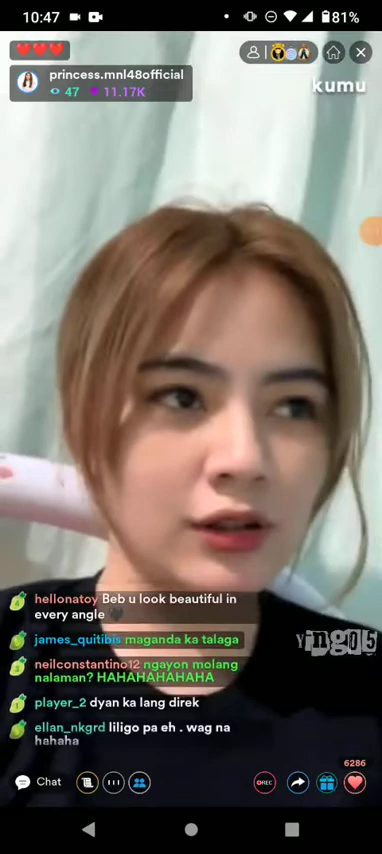 10:47
81%
princess.mnl48official
47 11.17K
kumu
hellonatoy Beb u look beautiful in
every angle
james_quitibis maganda ka talaga
Ying05
neilconstantino12 ngayon molang
nalaman? HAHAHAHAHAHA
player_2 dyan ka lang direk
ellan_nkgrd liligo pa eh . wag na
hahaha
6286
Chat
REC